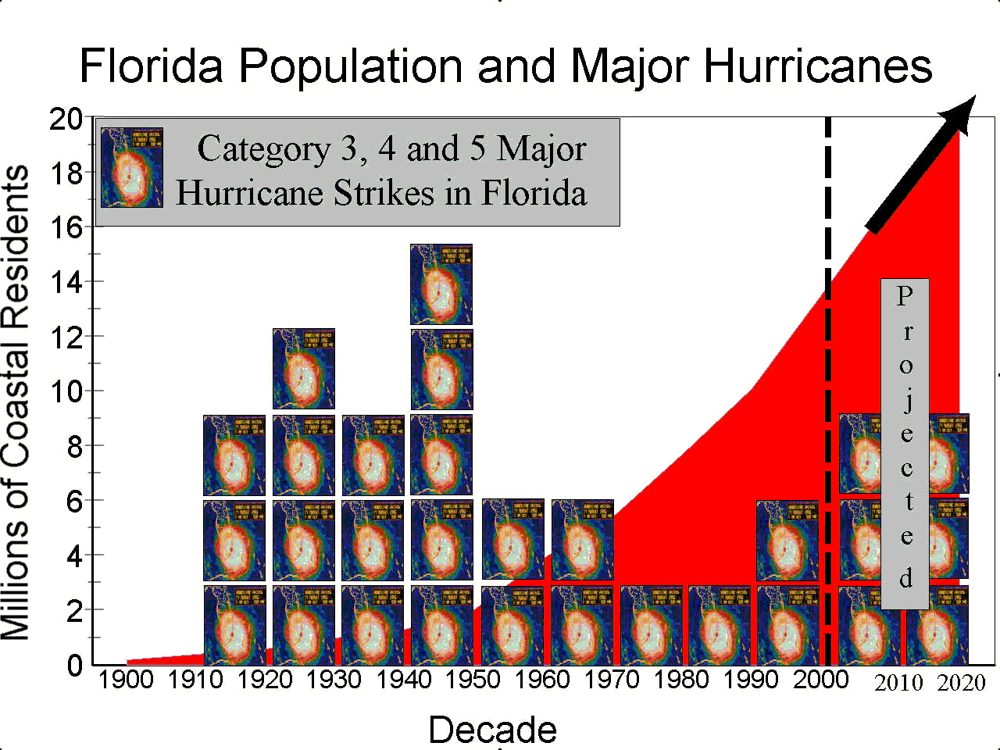 Florida Population and Major Hurricanes
Category 3, 4 and 5 Major
Hurricane Strikes in Florida
Millions of Coastal Residents
20
18
16
14
12
10
8
6
4
2
0
P
r
o
j
e
c
t
e
d
1900 1910 1920 1930 1940 1950 1960 1970 1980 1990 2000 2010 2020
Decade